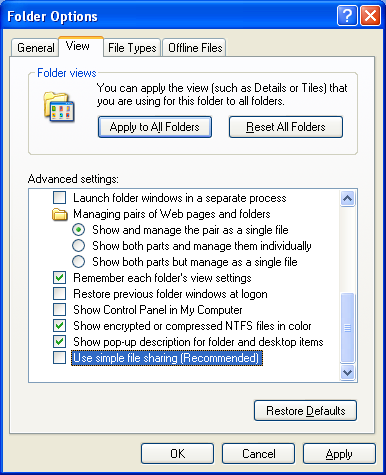 Folder Options
General
View
File Types
Offline Files
Folder views
You can apply the view (such as Details or Tiles) that
you are using for this folder to all folders.
Apply to All Folders
Reset All Folders
Advanced settings:
Launch folder windows in a separate process
Managing pairs of Web pages and folders
Show and manage the pair as a single file
Show both parts and manage them individually
Show both parts but manage as a single file
Remember each folder's view settings
Restore previous folder windows at logon
Show Control Panel in My Computer
Show encrypted or compressed NTFS files in color
Show pop-up description for folder and desktop items
Use simple file sharing (Recommended)
Restore Defaults
OK
Cancel
Apply